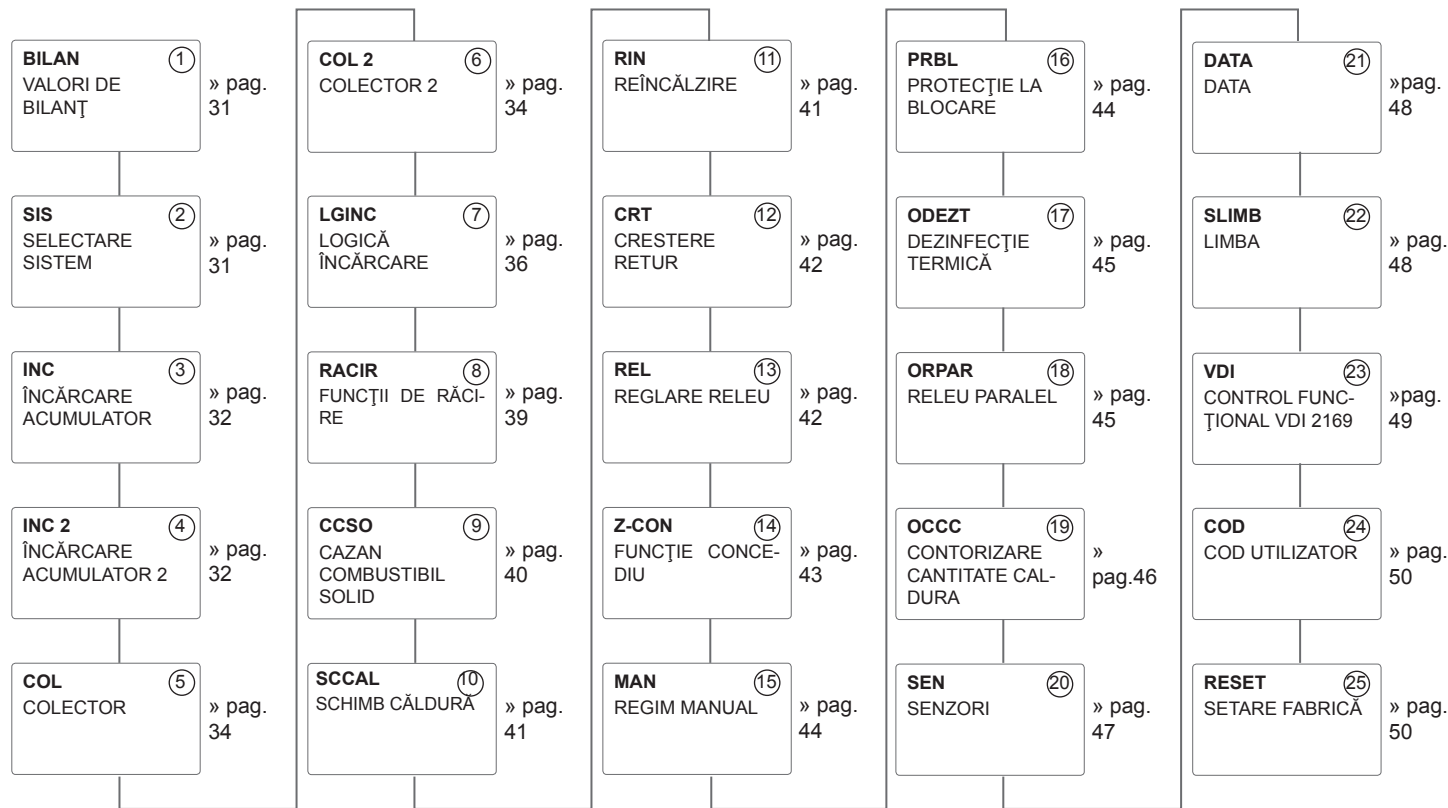 BILAN 1
VALORI DE
BILANŢ
» pag.
31
SIS 2
SELECTARE
SISTEM
» pag.
31
INC 3
ÎNCĂRCARE
ACUMULATOR
» pag.
32
INC 2 4
ÎNCĂRCARE
ACUMULATOR 2
» pag.
32
COL 5
COLECTOR
» pag.
34
COL 2 6
COLECTOR 2
» pag.
34
LGINC 7
LOGICĂ
ÎNCĂRCARE
» pag.
36
RACIR 8
FUNCŢII DE RĂCI-
RE
» pag.
39
CCSO 9
CAZAN
COMBUSTIBIL
SOLID
» pag.
40
SCCAL 10
SCHIMB CĂLDURĂ
» pag.
41
RIN 11
REÎNCĂLZIRE
» pag.
41
CRT 12
CRESTERE
RETUR
» pag.
42
REL 13
REGLARE RELEU
» pag.
42
Z-CON 14
FUNCŢIE CONCE-
DIU
» pag.
43
MAN 15
REGIM MANUAL
» pag.
44
PRBL 16
PROTECŢIE LA
BLOCARE
» pag.
44
ODEZT 17
DEZINFECŢIE
TERMICĂ
» pag.
45
ORPAR 18
RELEU PARALEL
» pag.
45
OCCC 19
CONTORIZARE
CANTITATE CAL-
DURA
»
pag.46
SEN 20
SENZORI
» pag.
47
DATA 21
DATA
»pag.
48
SLIMB 22
LIMBA
» pag.
48
VDI 23
CONTROL FUNC-
ŢIONAL VDI 2169
»pag.
49
COD 24
COD UTILIZATOR
» pag.
50
RESET 25
SETARE FABRICĂ
» pag.
50